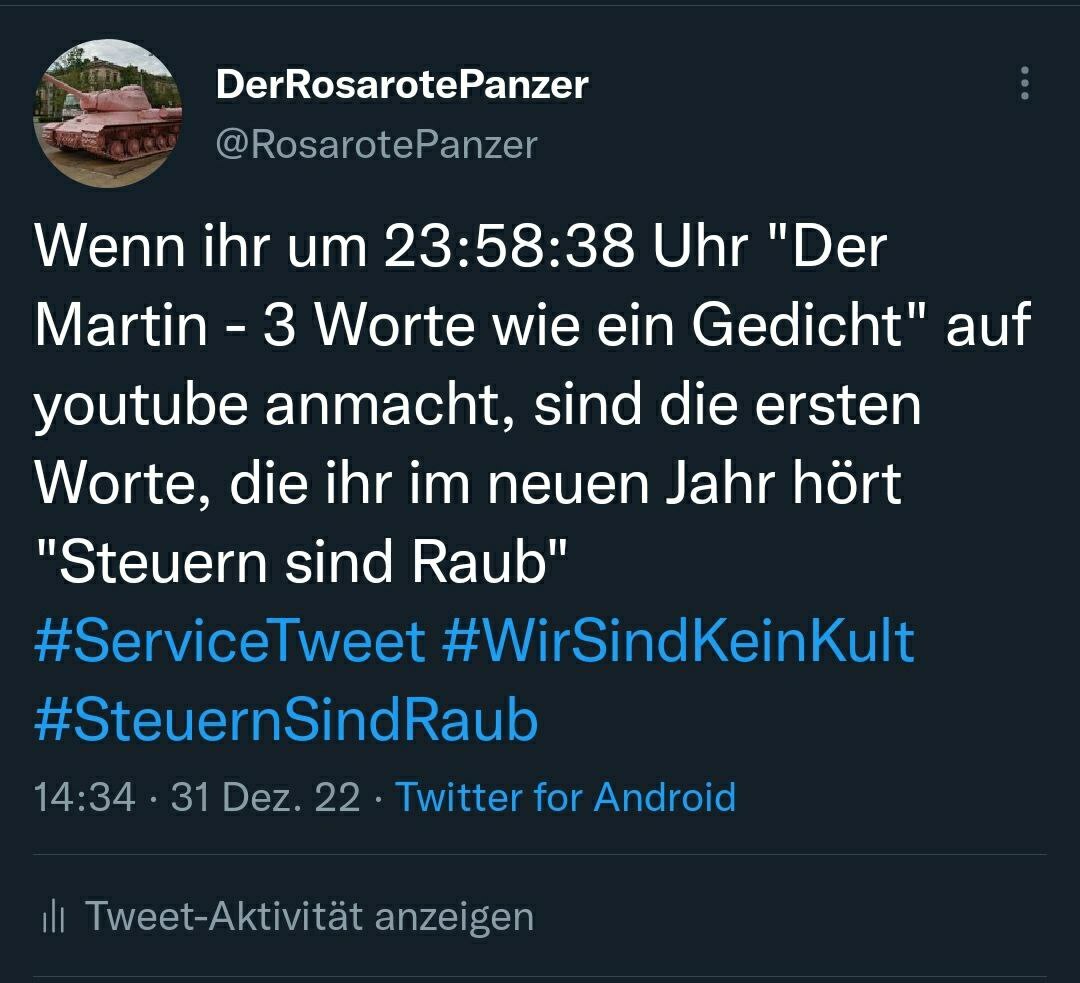 DerRosarotePanzer
@RosarotePanzer
Wenn ihr um 23:58:38 Uhr "Der
Martin - 3 Worte wie ein Gedicht" auf
youtube anmacht, sind die ersten
Worte, die ihr im neuen Jahr hört
"Steuern sind Raub"
#ServiceTweet #WirSindKeinKult
#SteuernSindRaub
14:34 · 31 Dez. 22 · Twitter for Android
Tweet-Aktivität anzeigen